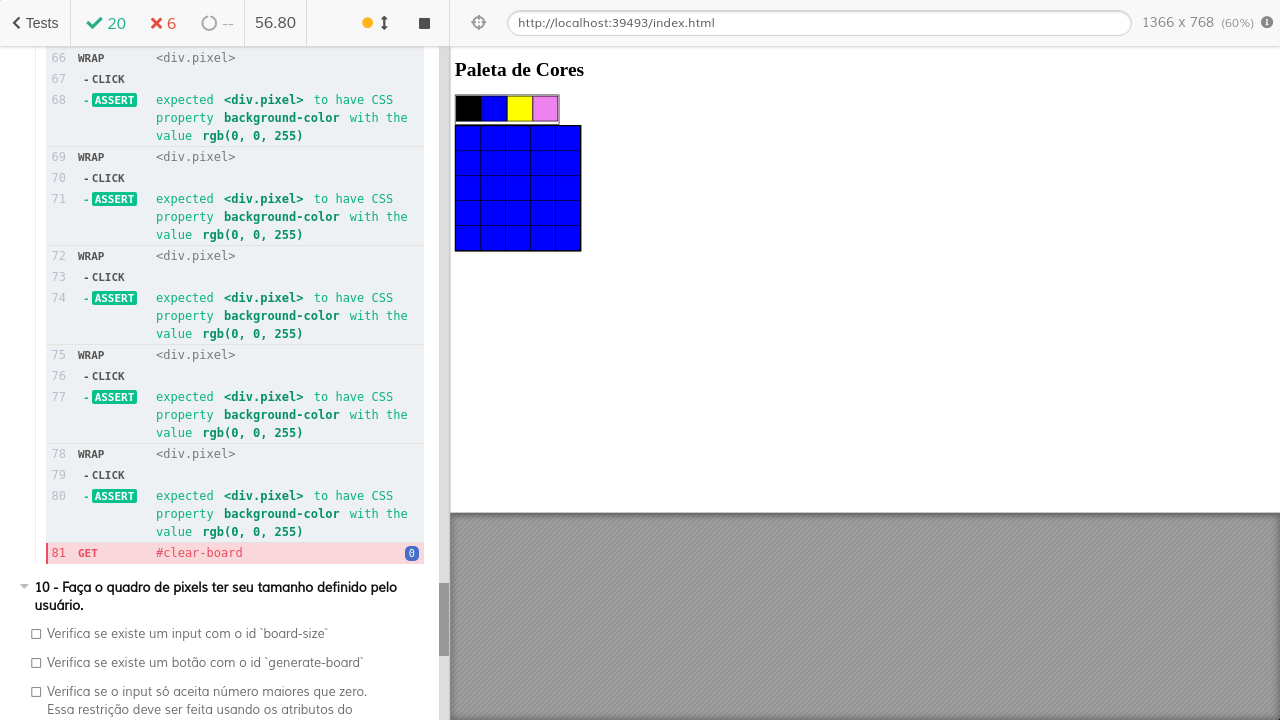 Tests
20
6
--
56.80
http://localhost:39493/index.html
1366 x 768 (60%)
66 WRAP <div.pixel>
67 - CLICK
68 - ASSERT expected <div.pixel> to have CSS
property background-color with the
value rgb(0, 0, 255)
69 WRAP <div.pixel>
70 - CLICK
71 - ASSERT expected <div.pixel> to have CSS
property background-color with the
value rgb(0, 0, 255)
72 WRAP <div.pixel>
73 - CLICK
74 - ASSERT expected <div.pixel> to have CSS
property background-color with the
value rgb(0, 0, 255)
75 WRAP <div.pixel>
76 - CLICK
77 - ASSERT expected <div.pixel> to have CSS
property background-color with the
value rgb(0, 0, 255)
78 WRAP <div.pixel>
79 - CLICK
80 - ASSERT expected <div.pixel> to have CSS
property background-color with the
value rgb(0, 0, 255)
81 GET #clear-board 0
10 - Faça o quadro de pixels ter seu tamanho definido pelo
usuário.
Verifica se existe um input com o id `board-size`
Verifica se existe um botão com o id `generate-board`
Verifica se o input só aceita número maiores que zero.
Essa restrição deve ser feita usando os atributos do
Paleta de Cores